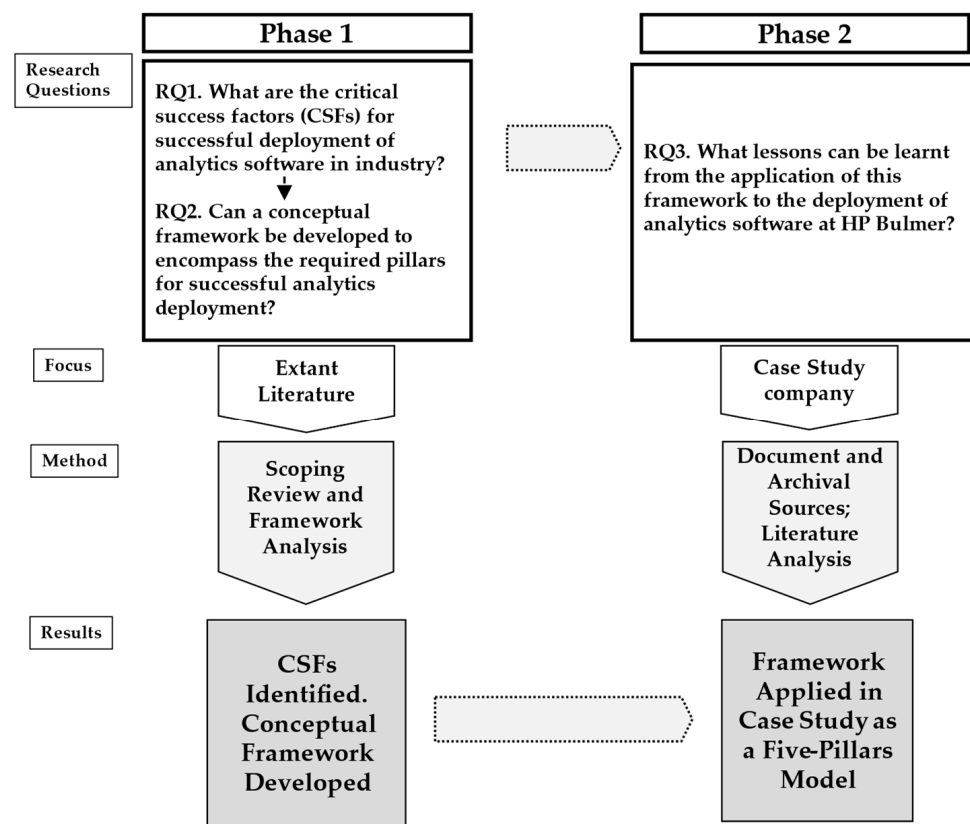 Phase 1
Phase 2
Research
Questions
RQ1. What are the critical
success factors (CSFs) for
successful deployment of
analytics software in industry?
RQ2. Can a conceptual
framework be developed to
encompass the required pillars
for successful analytics
deployment?
RQ3. What lessons can be learnt
from the application of this
framework to the deployment of
analytics software at HP Bulmer?
Focus
Extant
Literature
Case Study
company
Method
Scoping
Review and
Framework
Analysis
Document and
Archival
Sources;
Literature
Analysis
Results
CSFs
Identified.
Conceptual
Framework
Developed
Framework
Applied in
Case Study as
a Five-Pillars
Model